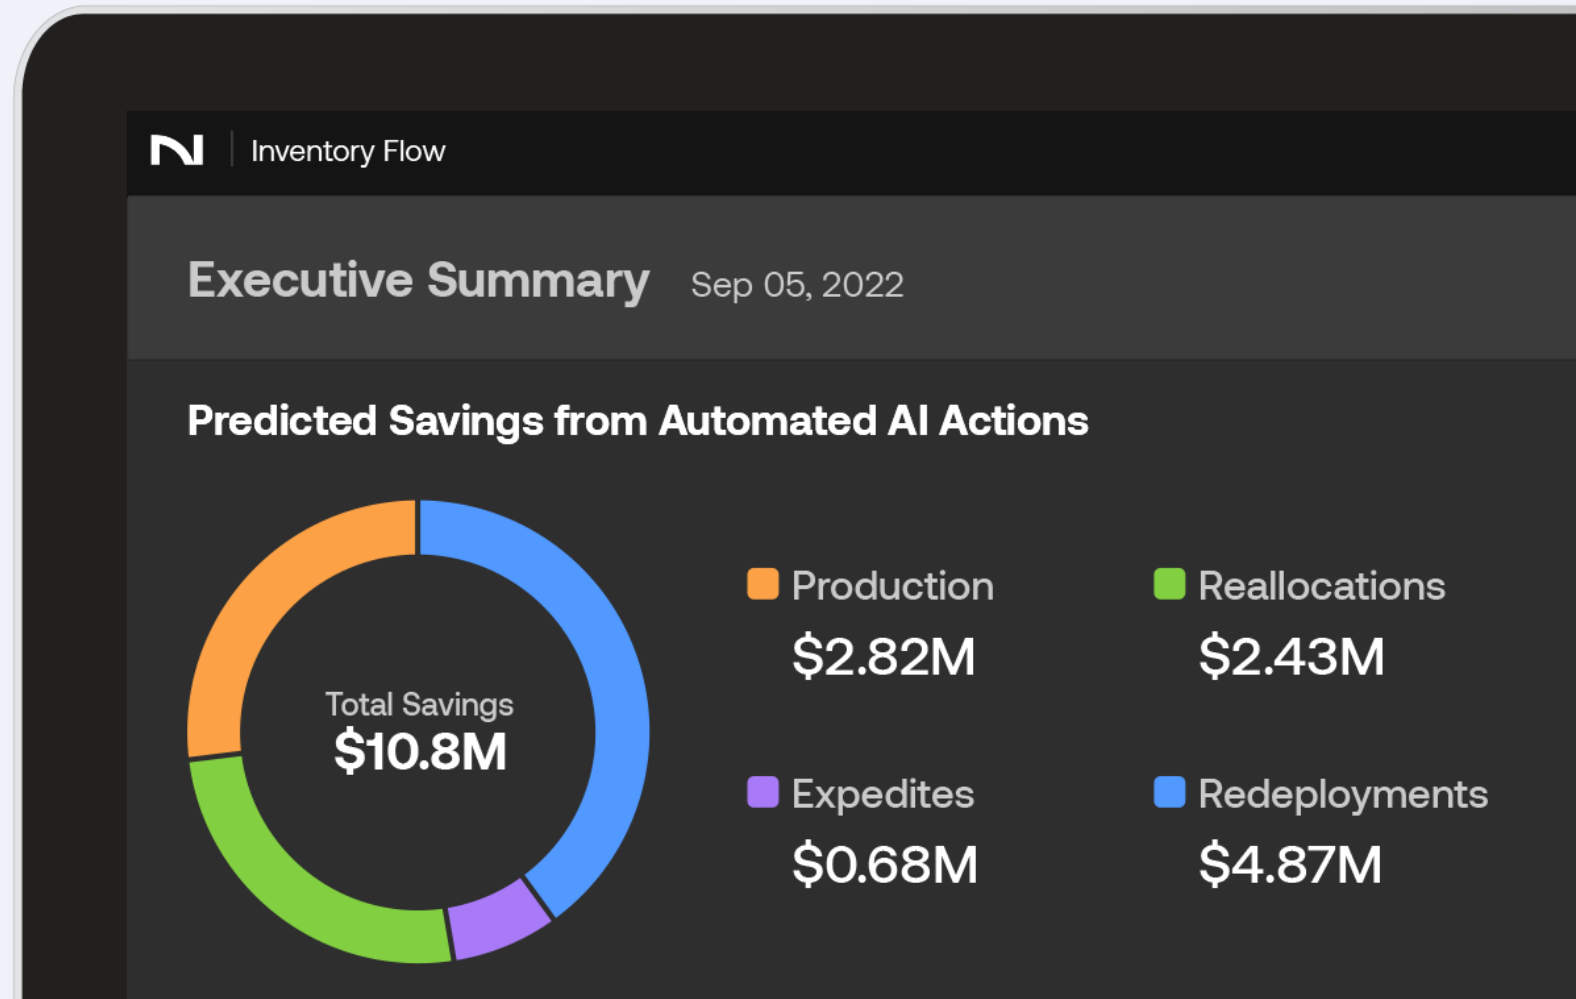 Inventory Flow
Executive Summary Sep 05, 2022
Predicted Savings from Automated AI Actions
Total Savings
$10.8M
Production
$2.82M
Reallocations
$2.43M
Expedites
$0.68M
Redeployments
$4.87M